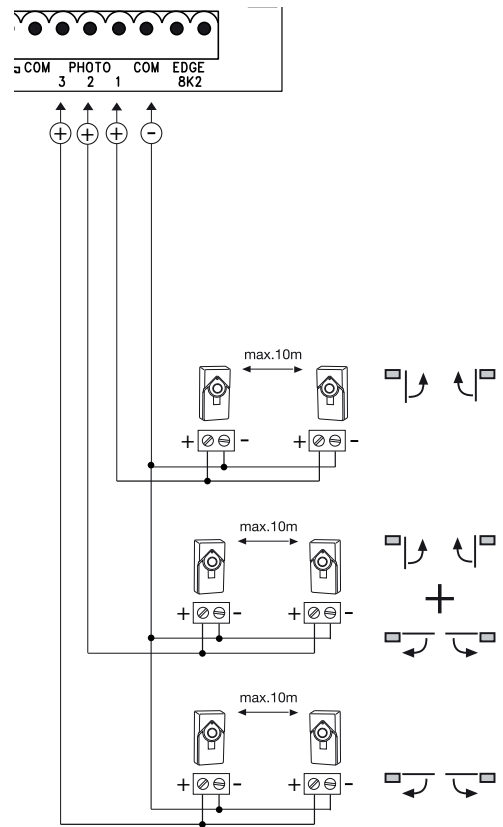 COM PHOTO COM EDGE
3 2 1 8K2
+ + + -
max.10m
+ - + -
max.10m
+ - + -
+
max.10m
+ - + -